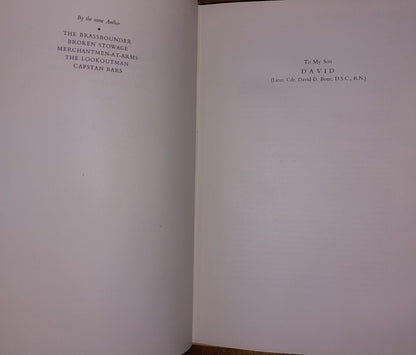 By the same Author
THE BRASSBOUNDER
BROKEN STOWAGE
MERCHANTMEN-AT-ARMS
THE LOOKOUTMAN
CAPSTAN BARS
To My Son
DAVID
(Lieut. Cdr. David D. Bone, D.S.C., R.N.)